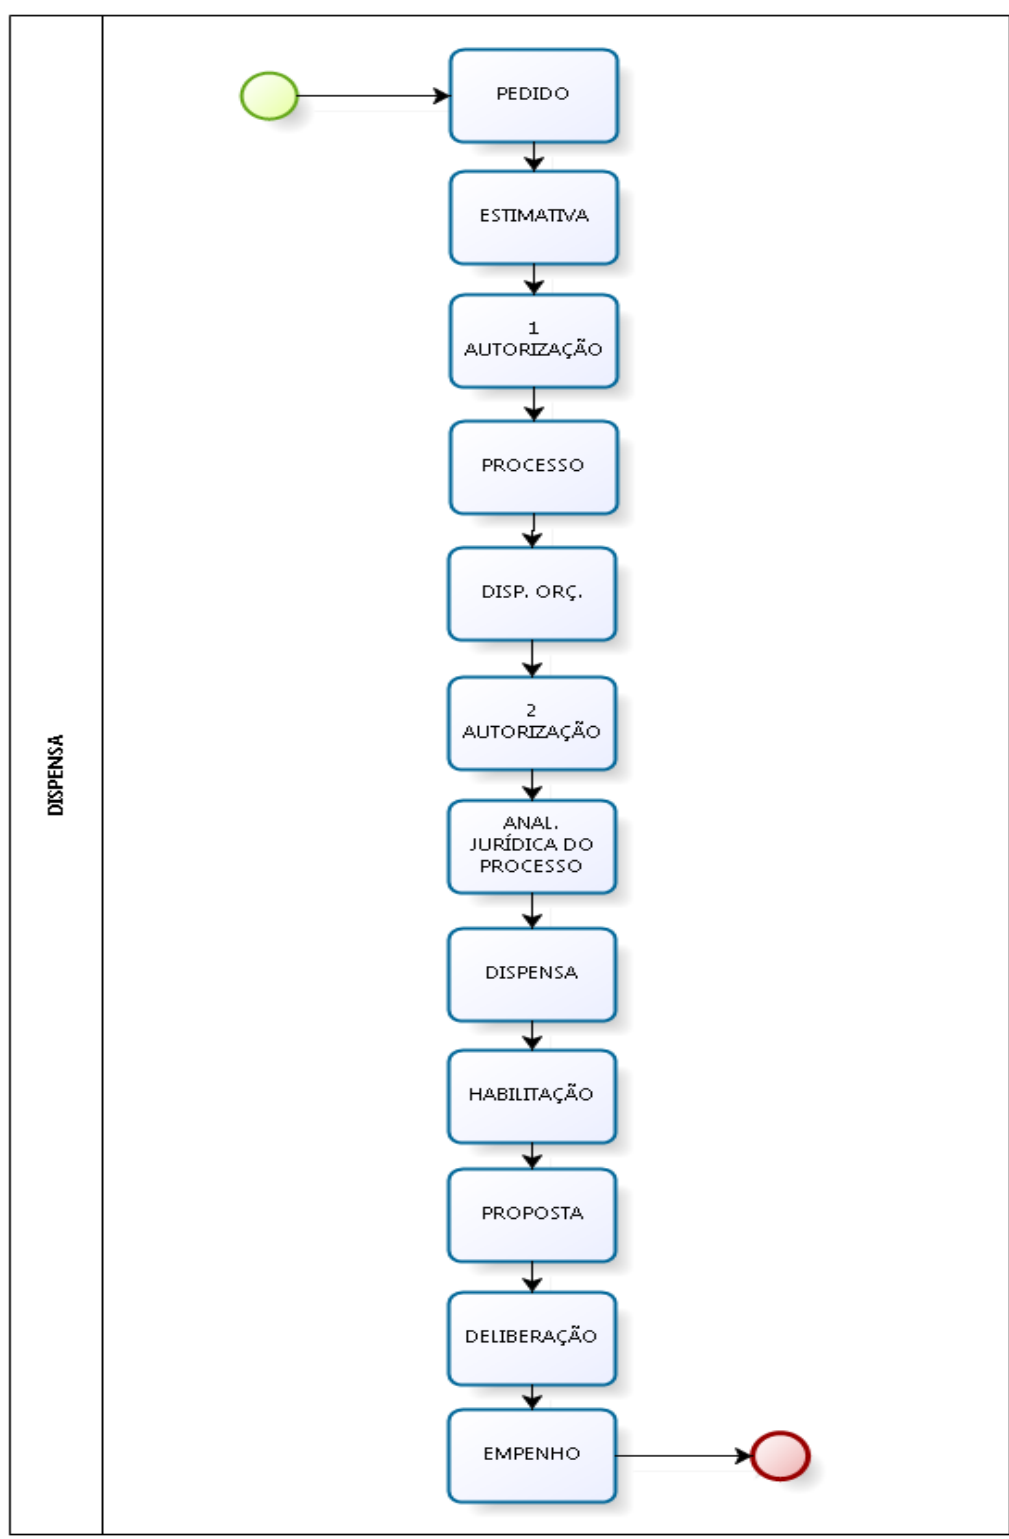 DISPENSA
PEDIDO
ESTIMATIVA
1
AUTORIZAÇÃO
PROCESSO
DISP. ORÇ.
2
AUTORIZAÇÃO
ANAL.
JURÍDICA DO
PROCESSO
DISPENSA
HABILITAÇÃO
PROPOSTA
DELIBERAÇÃO
EMPENHO